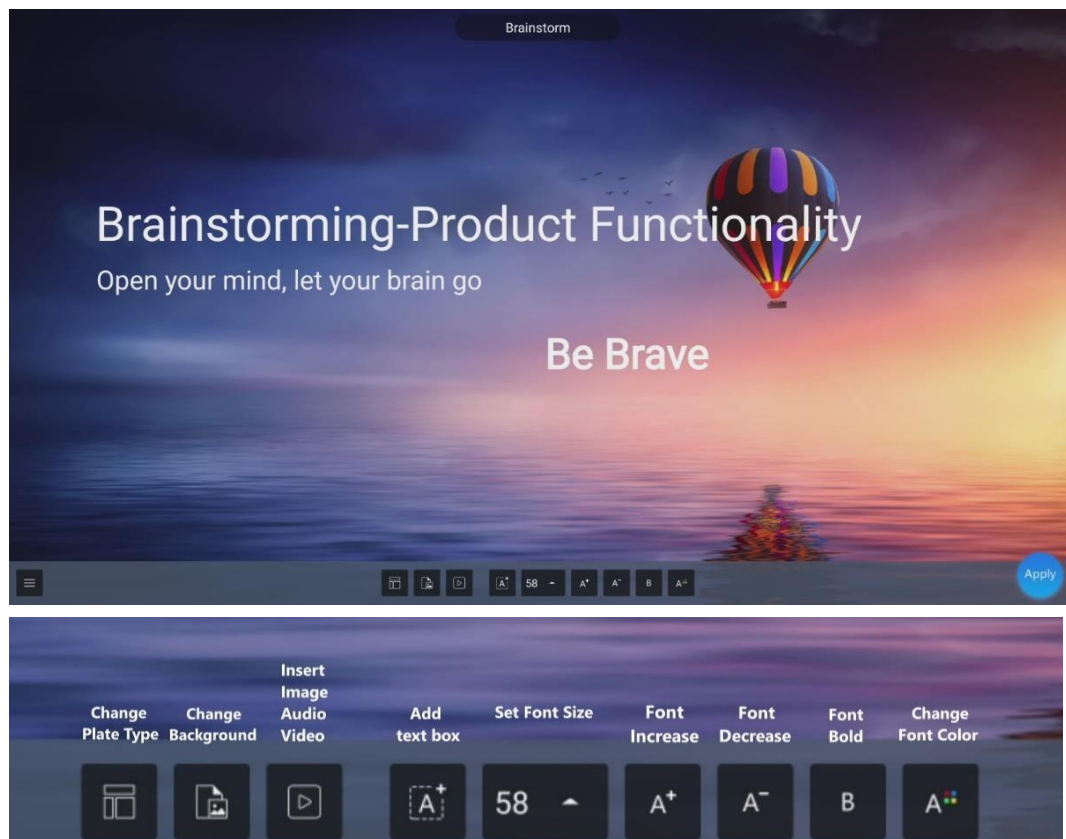 Brainstorm
Brainstorming-Product Functionality
Open your mind, let your brain go
Be Brave
A+ 58 A+ A- B A
Apply
Insert
Image
Change Change Audio Add Set Font Size Font Font Font Change
Plate Type Background Video text box Increase Decrease Bold Font Color
A+ 58 A+ A- B A